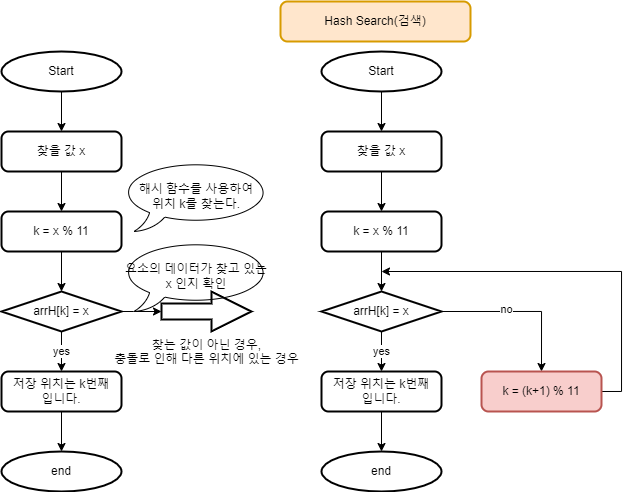 Hash Search(검색)
Start
찾을 값 x
해시 함수를 사용하여
위치 k를 찾는다.
k = x % 11
요소의 데이터가 찾고 있는
x 인지 확인
arrH[k] = x
찾는 값이 아닌 경우,
충돌로 인해 다른 위치에 있는 경우
yes
저장 위치는 k번째
입니다.
end
Start
찾을 값 x
k = x % 11
arrH[k] = x
no
yes
k = (k+1) % 11
저장 위치는 k번째
입니다.
end